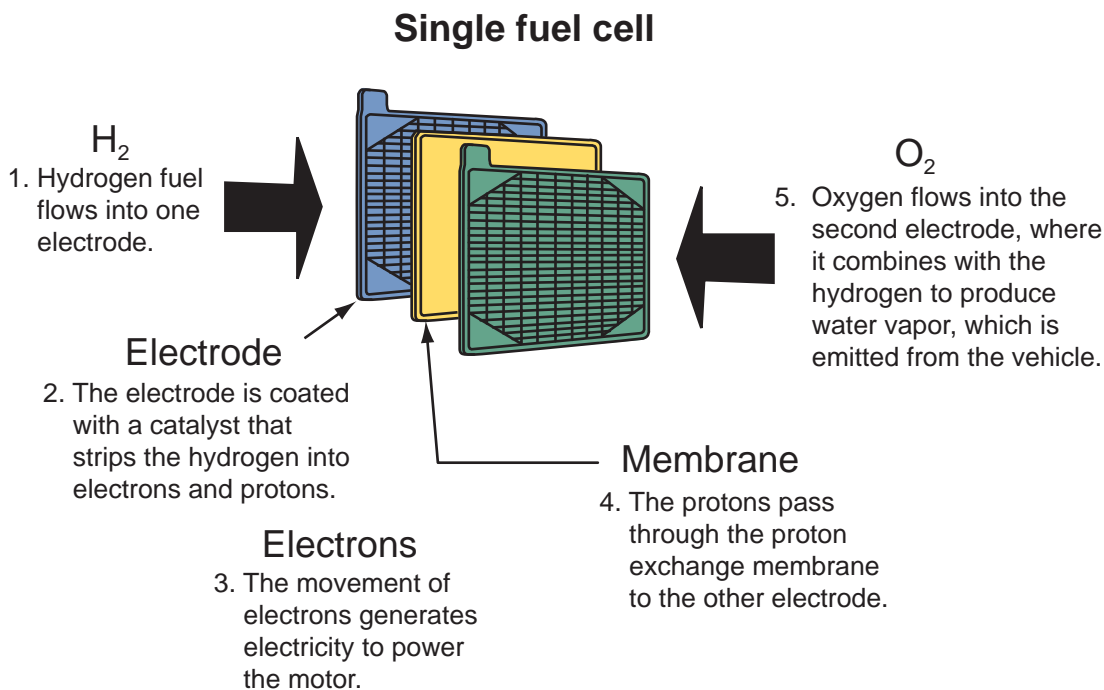 Single fuel cell
H₂
1. Hydrogen fuel
flows into one
electrode.
Electrode
2. The electrode is coated
with a catalyst that
strips the hydrogen into
electrons and protons.
Electrons
3. The movement of
electrons generates
electricity to power
the motor.
Membrane
4. The protons pass
through the proton
exchange membrane
to the other electrode.
O₂
5. Oxygen flows into the
second electrode, where
it combines with the
hydrogen to produce
water vapor, which is
emitted from the vehicle.